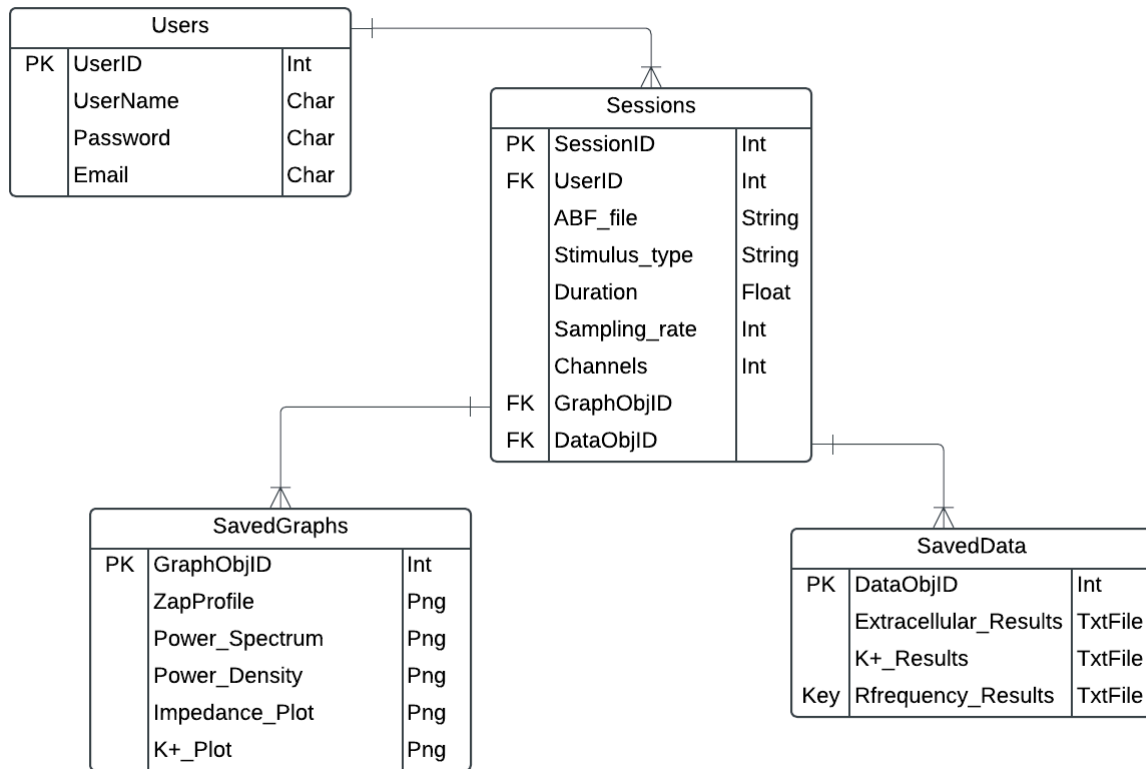 Users
PK UserID Int
UserName Char
Password Char
Email Char
Sessions
PK SessionID Int
FK UserID Int
ABF_file String
Stimulus_type String
Duration Float
Sampling_rate Int
Channels Int
FK GraphObjID
FK DataObjID
SavedGraphs
PK GraphObjID Int
ZapProfile Png
Power_Spectrum Png
Power_Density Png
Impedance_Plot Png
K+_Plot Png
SavedData
PK DataObjID Int
Extracellular_Results TxtFile
K+_Results TxtFile
Key Rfrequency_Results TxtFile